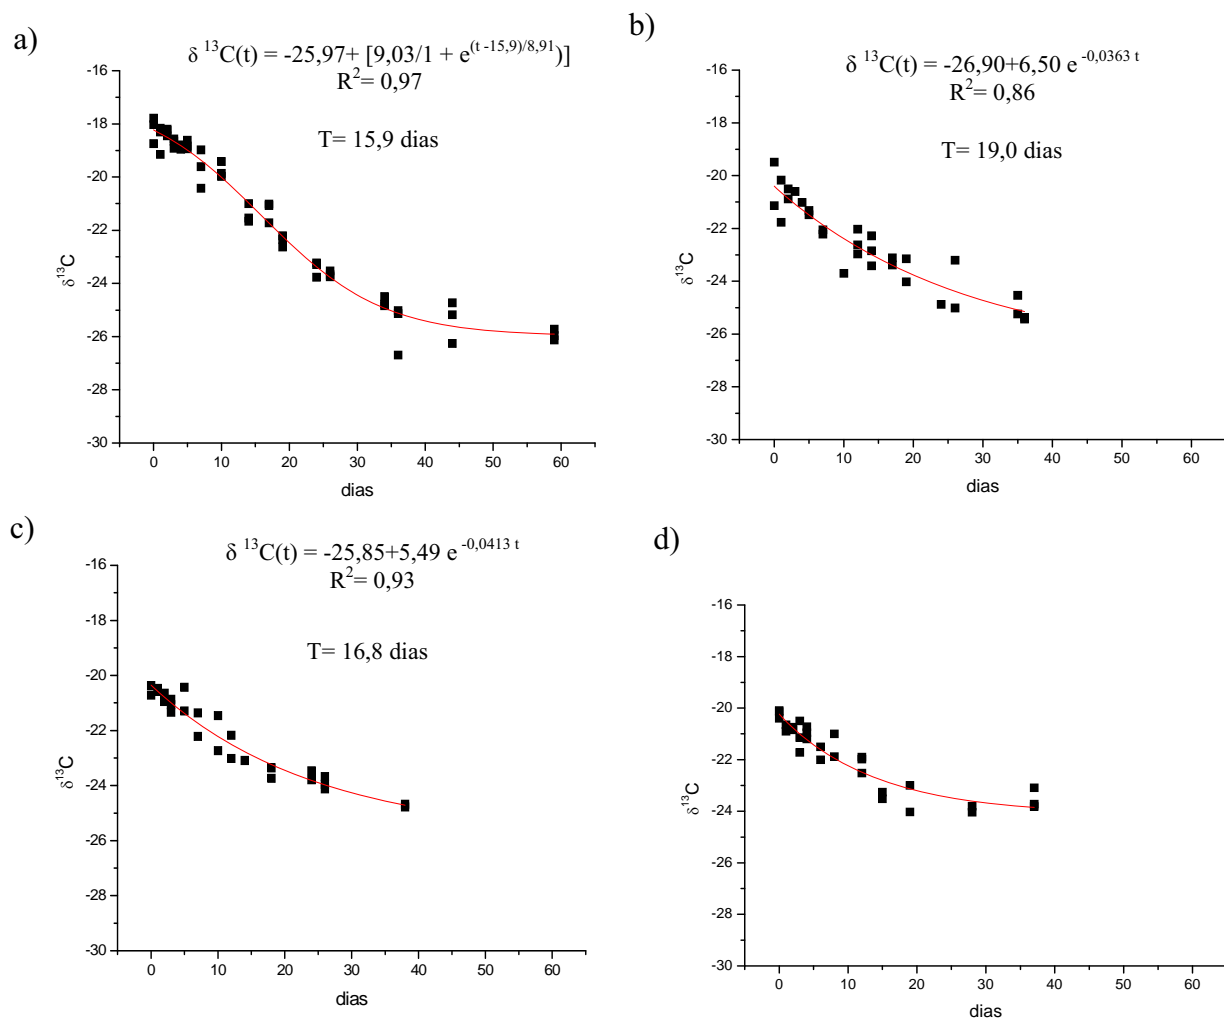 a)
δ ¹³C(t) = -25,97+ [9,03/1 + e^(t -15,9)/8,91)]
R²= 0,97
T= 15,9 dias
-16
-18
-20
-22
-24
-26
-28
-30
δ¹³C
0 10 20 30 40 50 60
dias
b)
δ ¹³C(t) = -26,90+6,50 e^-0,0363 t
R²= 0,86
T= 19,0 dias
-16
-18
-20
-22
-24
-26
-28
-30
δ¹³C
0 10 20 30 40 50 60
dias
c)
δ ¹³C(t) = -25,85+5,49 e^-0,0413 t
R²= 0,93
T= 16,8 dias
-16
-18
-20
-22
-24
-26
-28
-30
δ¹³C
0 10 20 30 40 50 60
dias
d)
-16
-18
-20
-22
-24
-26
-28
-30
δ¹³C
0 10 20 30 40 50 60
dias